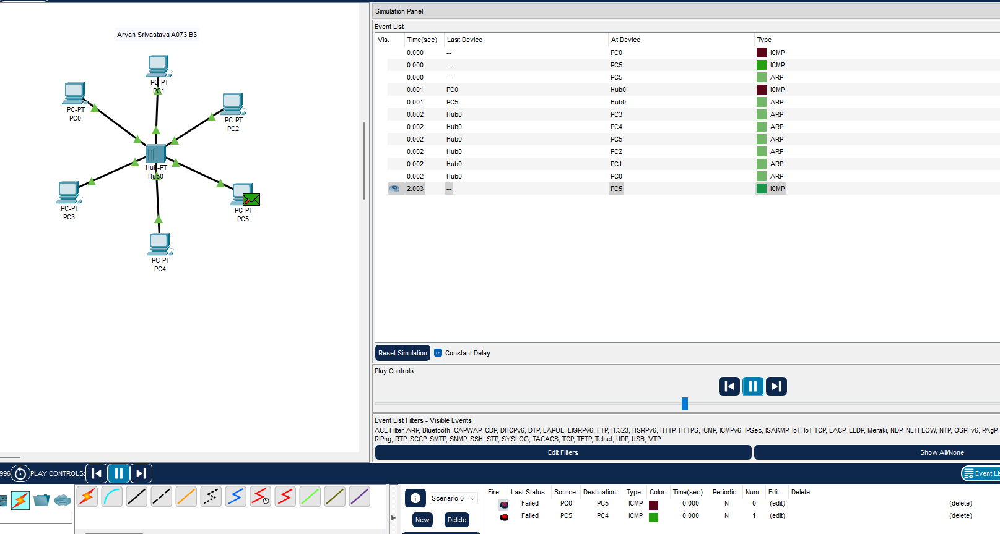 Aryan Srivastava A073 B3
PC-PT
PC1
PC-PT
PC0
PC-PT
PC2
Hub-PT
Hub0
PC-PT
PC3
PC-PT
PC5
PC-PT
PC4
Simulation Panel
Event List
Vis. Time(sec) Last Device At Device Type
0.000 -- PC0 ICMP
0.000 -- PC5 ICMP
0.000 -- PC5 ARP
0.001 PC0 Hub0 ICMP
0.001 PC5 Hub0 ARP
0.002 Hub0 PC3 ARP
0.002 Hub0 PC4 ARP
0.002 Hub0 PC5 ARP
0.002 Hub0 PC2 ARP
0.002 Hub0 PC1 ARP
0.002 Hub0 PC0 ARP
2.003 -- PC5 ICMP
Reset Simulation Constant Delay
Play Controls
Event List Filters - Visible Events
ACL Filter, ARP, Bluetooth, CAPWAP, CDP, DHCPv6, DTP, EAPOL, EIGRPv6, FTP, H.323, HSRPv6, HTTP, HTTPS, ICMP, ICMPv6, IPSec, ISAKMP, IoT, IoT TCP, LACP, LLDP, Meraki, NDP, NETFLOW, NTP, OSPFv6, PAgP,
RIPng, RTP, SCCP, SMTP, SNMP, SSH, STP, SYSLOG, TACACS, TCP, TFTP, Telnet, UDP, USB, VTP
Edit Filters Show All/None
996 PLAY CONTROLS: Event Lis
Scenario 0
New Delete
Fire Last Status Source Destination Type Color Time(sec) Periodic Num Edit Delete
Failed PC0 PC5 ICMP 0.000 N 0 (edit) (delete)
Failed PC5 PC4 ICMP 0.000 N 1 (edit) (delete)